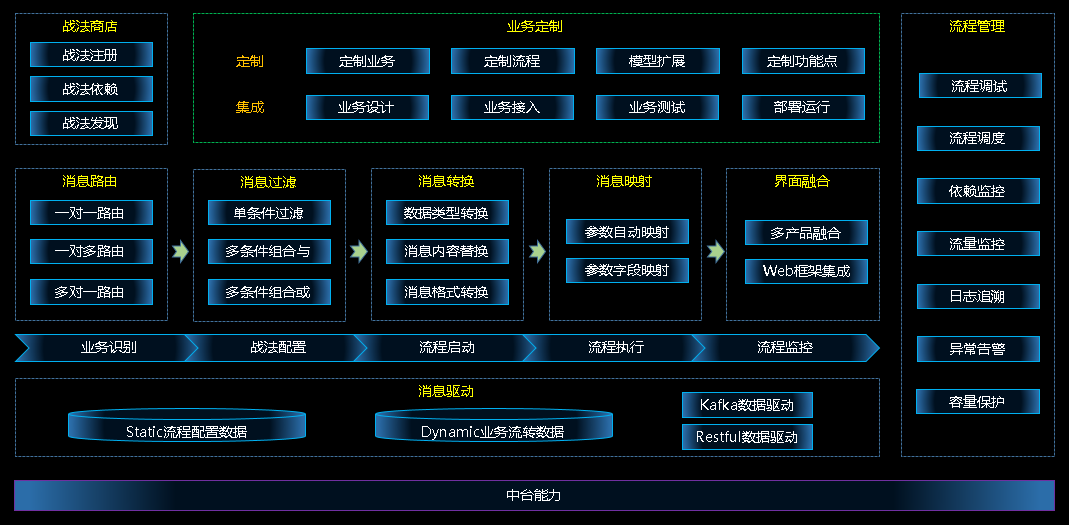 战法商店
战法注册
战法依赖
战法发现
业务定制
定制
定制业务
定制流程
模型扩展
定制功能点
集成
业务设计
业务接入
业务测试
部署运行
流程管理
流程调试
流程调度
依赖监控
流量监控
日志追溯
异常告警
容量保护
消息路由
一对一路由
一对多路由
多对一路由
消息过滤
单条件过滤
多条件组合与
多条件组合或
消息转换
数据类型转换
消息内容替换
消息格式转换
消息映射
参数自动映射
参数字段映射
界面融合
多产品融合
Web框架集成
业务识别
战法配置
流程启动
流程执行
流程监控
消息驱动
Static流程配置数据
Dynamic业务流转数据
Kafka数据驱动
Restful数据驱动
中台能力